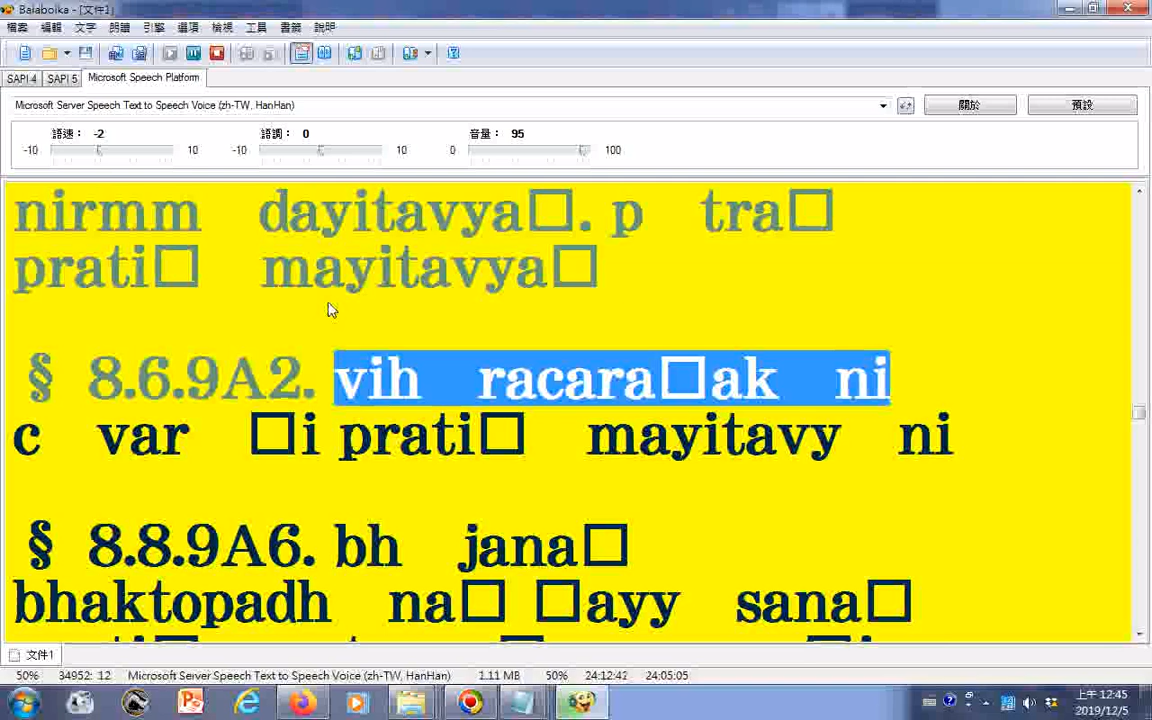 Balabolka - [文件1]
檔案 編輯 文字 朗讀 引擎 選項 檢視 工具 書籤 說明
SAPI 4 SAPI 5 Microsoft Speech Platform
Microsoft Server Speech Text to Speech Voice (zh-TW, HanHan) 關於 預設
語速： -2 語調： 0 音量： 95
-10 10 -10 10 0 100
nirmm dayitavya□. p tra□
prati□ mayitavya□
§ 8.6.9A2. vih racara□ak ni
c var □i prati□ mayitavy ni
§ 8.8.9A6. bh jana□
bhaktopadh na□ □ayy sana□
文件1
50% 34952: 12 Microsoft Server Speech Text to Speech Voice (zh-TW, HanHan) 1.11 MB 50% 24:12:42 24:05:05
上午 12:45
2019/12/5